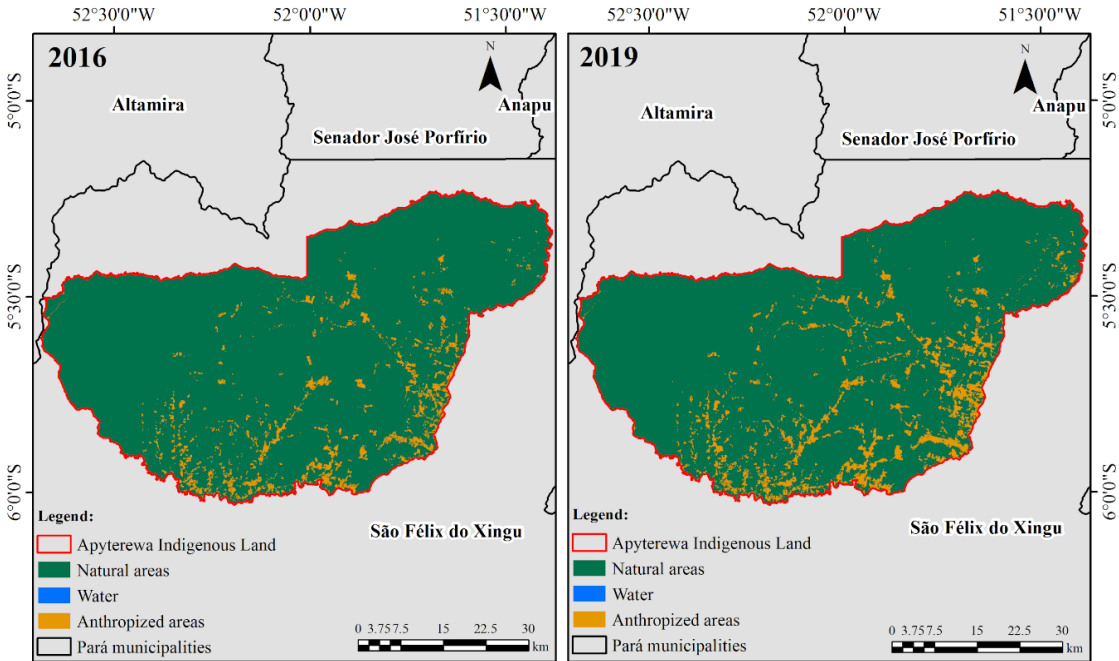 52°30'0"W 52°0'0"W 51°30'0"W
2016
N
Altamira
Anapu
Senador José Porfírio
5°0'0"S
5°30'0"S
6°0'0"S
São Félix do Xingu
Legend:
Apyterewa Indigenous Land
Natural areas
Water
Anthropized areas
Pará municipalities
0 3.757.5 15 22.5 30
km
52°30'0"W 52°0'0"W 51°30'0"W
2019
N
Altamira
Anapu
Senador José Porfírio
5°0'0"S
5°30'0"S
6°0'0"S
São Félix do Xingu
Legend:
Apyterewa Indigenous Land
Natural areas
Water
Anthropized areas
Pará municipalities
0 3.757.5 15 22.5 30
km